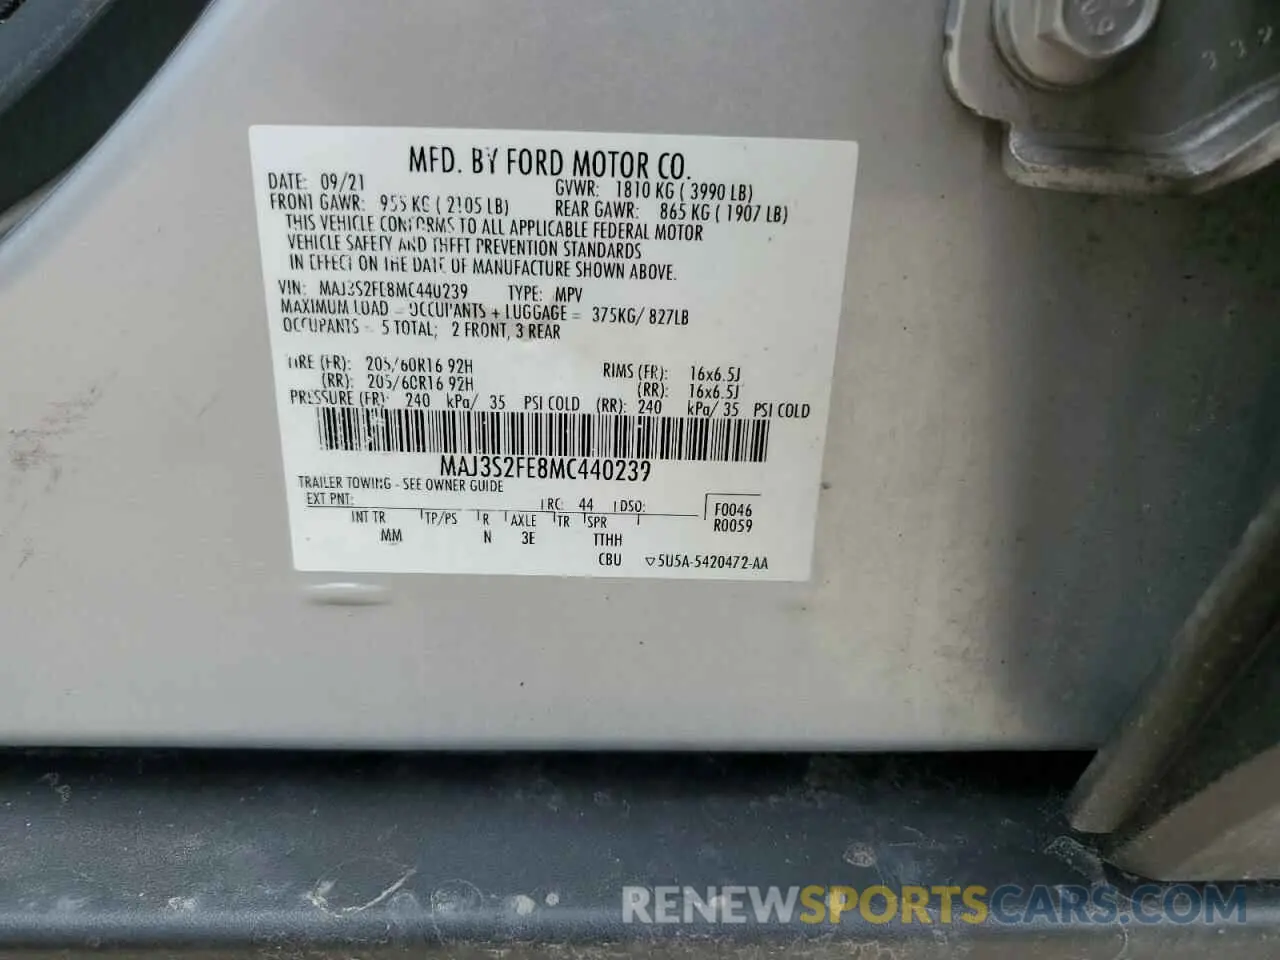 MFD. BY FORD MOTOR CO.
DATE: 09/21 GVWR: 1810 KG ( 3990 LB)
FRONT GAWR: 955 KG ( 2105 LB) REAR GAWR: 865 KG ( 1907 LB)
THIS VEHICLE CONFORMS TO ALL APPLICABLE FEDERAL MOTOR
VEHICLE SAFETY AND THEFT PREVENTION STANDARDS
IN EFFECT ON THE DATE OF MANUFACTURE SHOWN ABOVE.
VIN: MAJ3S2FE8MC440239 TYPE: MPV
MAXIMUM LOAD = OCCUPANTS + LUGGAGE = 375KG/ 827LB
OCCUPANTS = 5 TOTAL; 2 FRONT, 3 REAR
TIRE (FR): 205/60R16 92H RIMS (FR): 16x6.5J
(RR): 205/60R16 92H (RR): 16x6.5J
PRESSURE (FR): 240 kPa/ 35 PSI COLD (RR): 240 kPa/ 35 PSI COLD
MAJ3S2FE8MC440239
TRAILER TOWING - SEE OWNER GUIDE
EXT PNT: RC: 44 DSO: F0046
INT TR TP/PS R AXLE TR SPR R0059
MM N 3E TTHH
CBU ▽5U5A-5420472-AA
RENEWSPORTSCARS.COM